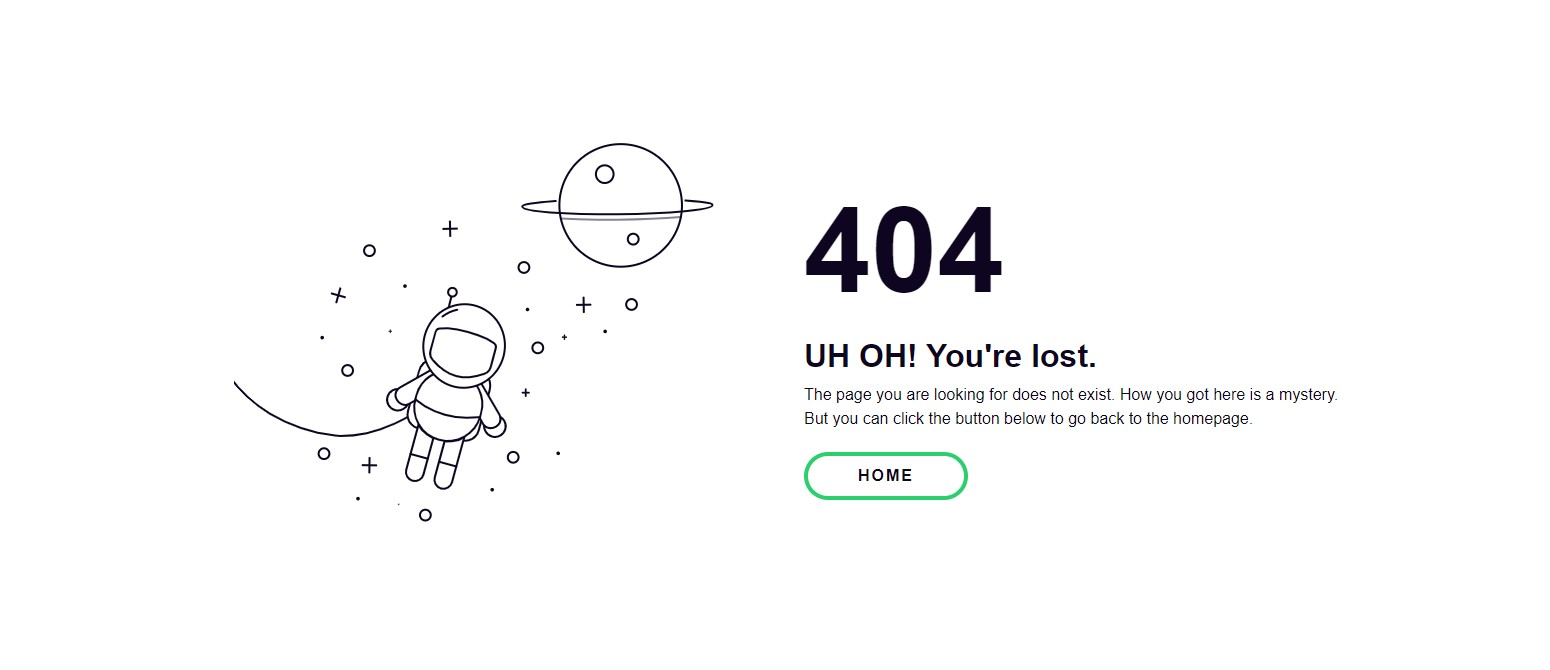 404
UH OH! You're lost.
The page you are looking for does not exist. How you got here is a mystery.
But you can click the button below to go back to the homepage.
HOME